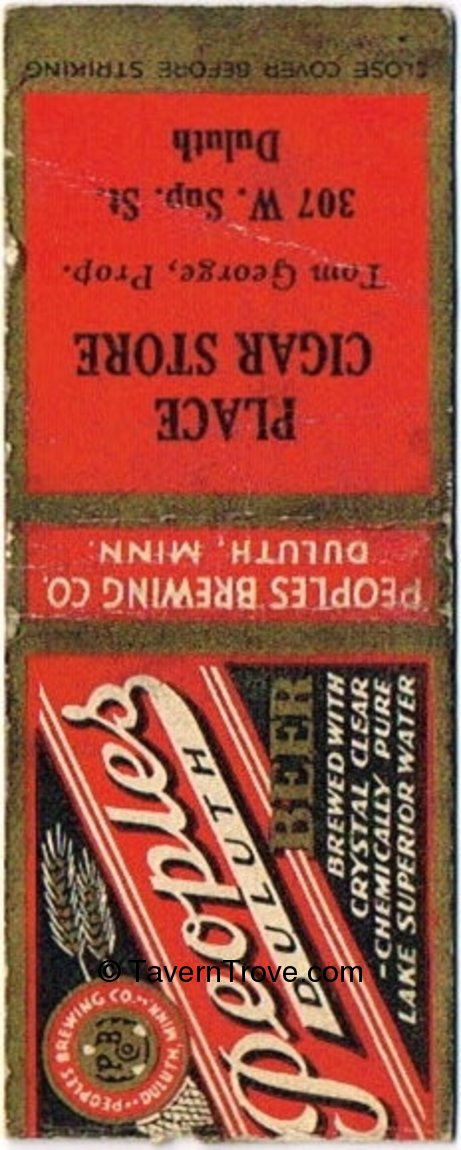 CLOSE COVER BEFORE STRIKING
PLACE
CIGAR STORE
Tom George, Prop.
307 W. Sup. St.
Duluth
PEOPLES BREWING CO.
DULUTH, MINN.
Peoples
DULUTH
BEER
BREWED WITH
CRYSTAL CLEAR
-CHEMICALLY PURE
LAKE SUPERIOR WATER
PEOPLES BREWING CO.
DULUTH, MINN.
P.B.Co.
© TavernTrove.com